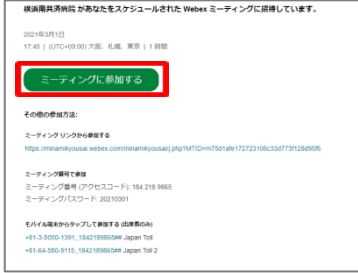 横浜南共済病院 があなたをスケジュールされた Webex ミーティングに招待しています。
2021年3月1日
17:45 | (UTC+09:00) 大阪、札幌、東京 | 1 時間
ミーティングに参加する
その他の参加方法:
ミーティング リンクから参加する
https://minamikyousai.webex.com/minamikyousai/j.php?MTID=m75d1afe172723106c33d773f128d95f6
ミーティング番号で参加
ミーティング番号 (アクセスコード): 184 218 9865
ミーティングパスワード: 20210301
モバイル端末からタップして参加する (出席者のみ)
+81-3-5050-1391,,1842189865## Japan Toll
+81-64-560-9115,,1842189865## Japan Toll 2